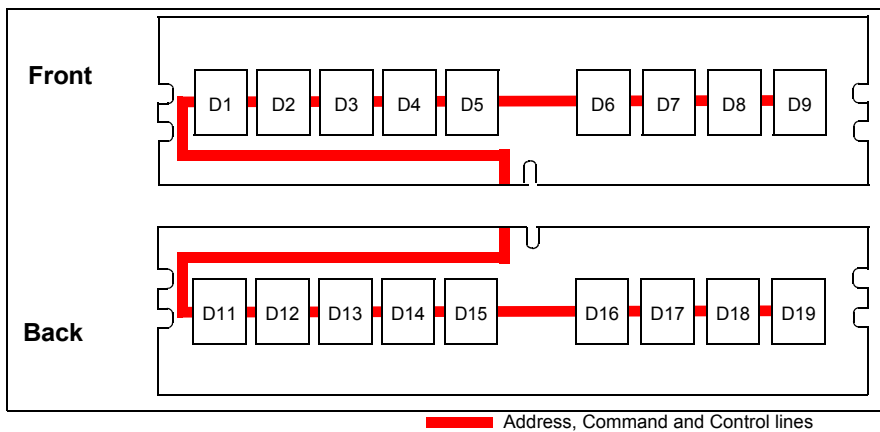 Front
D1 D2 D3 D4 D5 D6 D7 D8 D9
Back
D11 D12 D13 D14 D15 D16 D17 D18 D19
Address, Command and Control lines